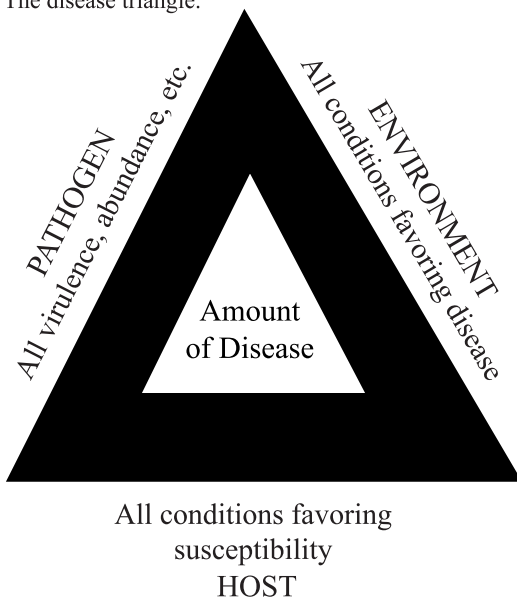 The disease triangle.
PATHOGEN
All virulence, abundance, etc.
ENVIRONMENT
All conditions favoring disease
Amount
of Disease
All conditions favoring
susceptibility
HOST